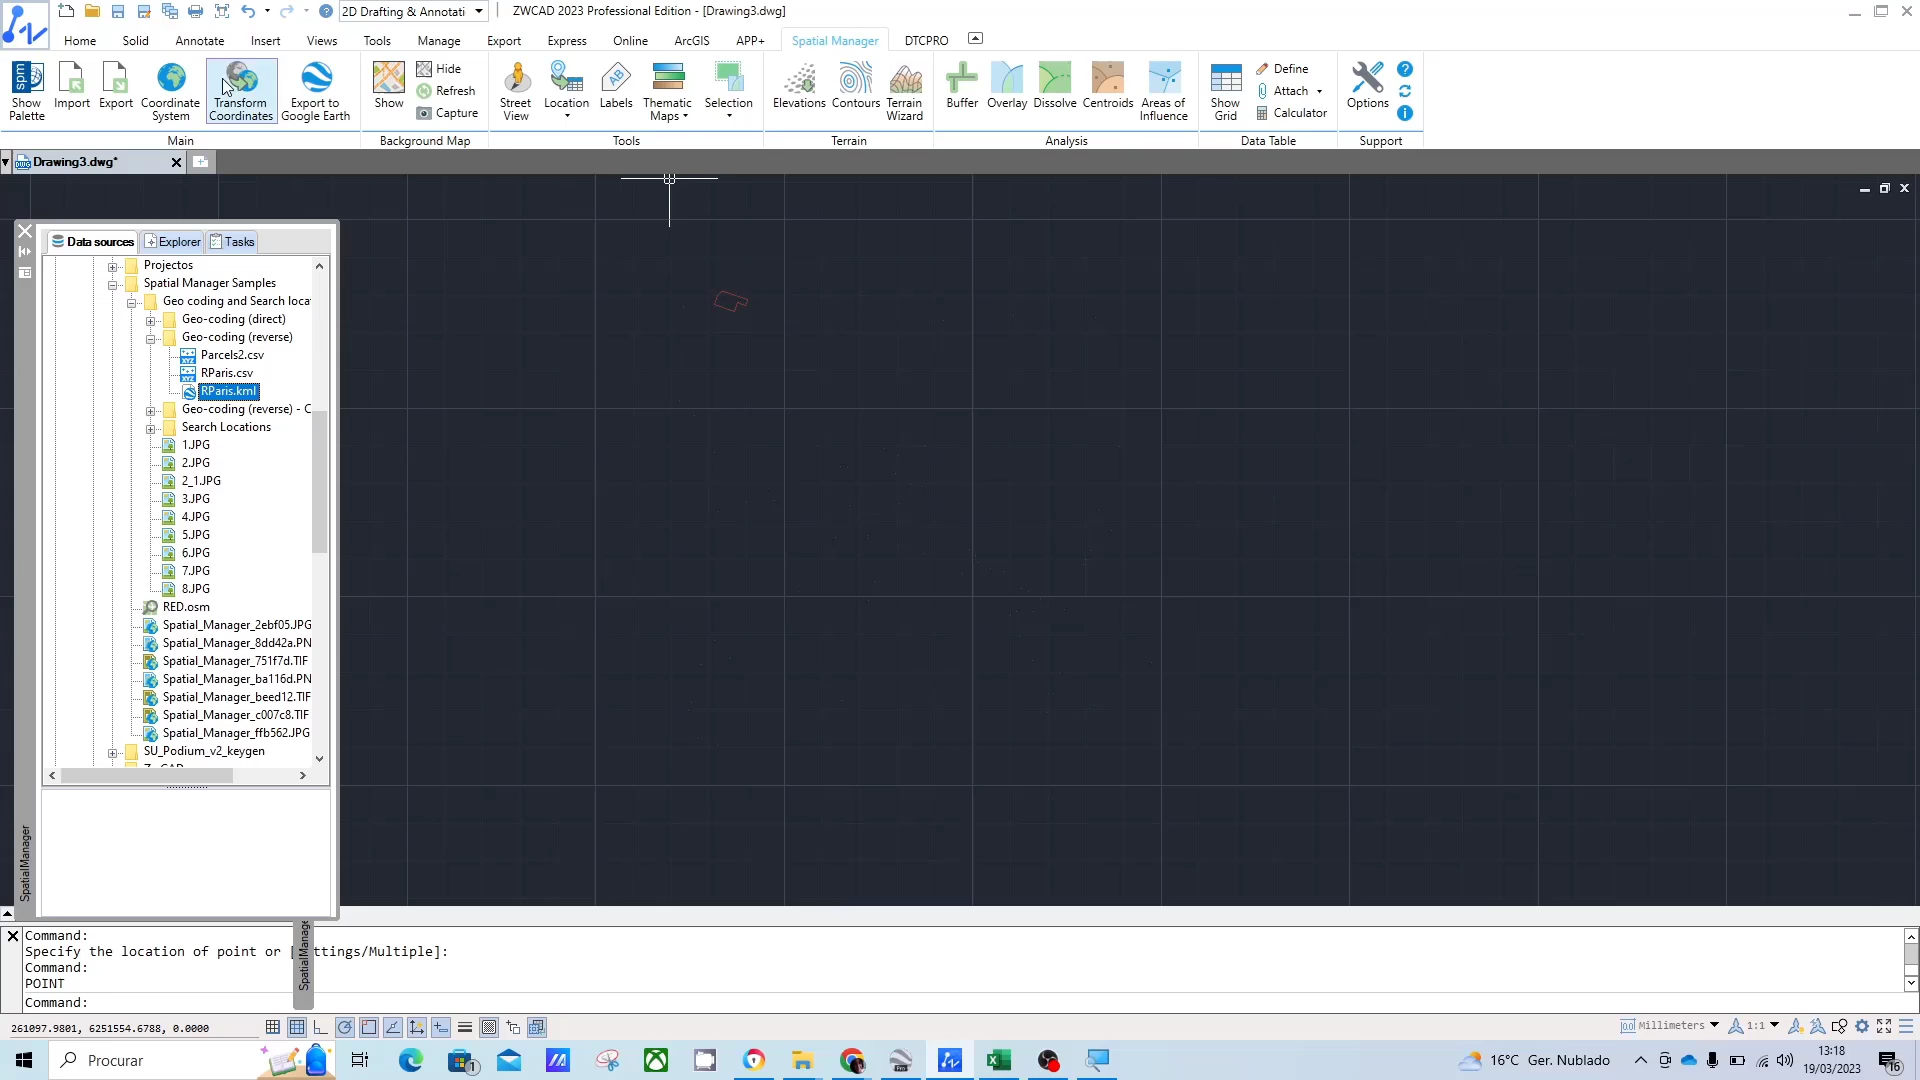 2D Drafting & Annotati
ZWCAD 2023 Professional Edition - [Drawing3.dwg]
Home Solid Annotate Insert Views Tools Manage Export Express Online ArcGIS APP+ Spatial Manager DTCPRO
spm
Show Palette
Import
Export
Coordinate System
Transform Coordinates
Export to Google Earth
Show
Hide
Refresh
Capture
Street View
Location
Labels
Thematic Maps
Selection
Elevations
Contours
Terrain Wizard
Buffer
Overlay
Dissolve
Centroids
Areas of Influence
Show Grid
Define
Attach
Calculator
Options
Main Background Map Tools Terrain Analysis Data Table Support
Drawing3.dwg*
Data sources Explorer Tasks
Projectos
Spatial Manager Samples
Geo coding and Search loca
Geo-coding (direct)
Geo-coding (reverse)
Parcels2.csv
RParis.csv
RParis.kml
Geo-coding (reverse) - C
Search Locations
1.JPG
2.JPG
2_1.JPG
3.JPG
4.JPG
5.JPG
6.JPG
7.JPG
8.JPG
RED.osm
Spatial_Manager_2ebf05.JPG
Spatial_Manager_8dd42a.PN
Spatial_Manager_751f7d.TIF
Spatial_Manager_ba116d.PN
Spatial_Manager_beed12.TIF
Spatial_Manager_c007c8.TIF
Spatial_Manager_ffb562.JPG
SU_Podium_v2_keygen
SpatialManager
Command:
Specify the location of point or [ ttings/Multiple]:
Command:
POINT
Command:
SpatialManage
261097.9801, 6251554.6788, 0.0000
Millimeters 1:1
Procurar
16°C Ger. Nublado
13:18
19/03/2023
16